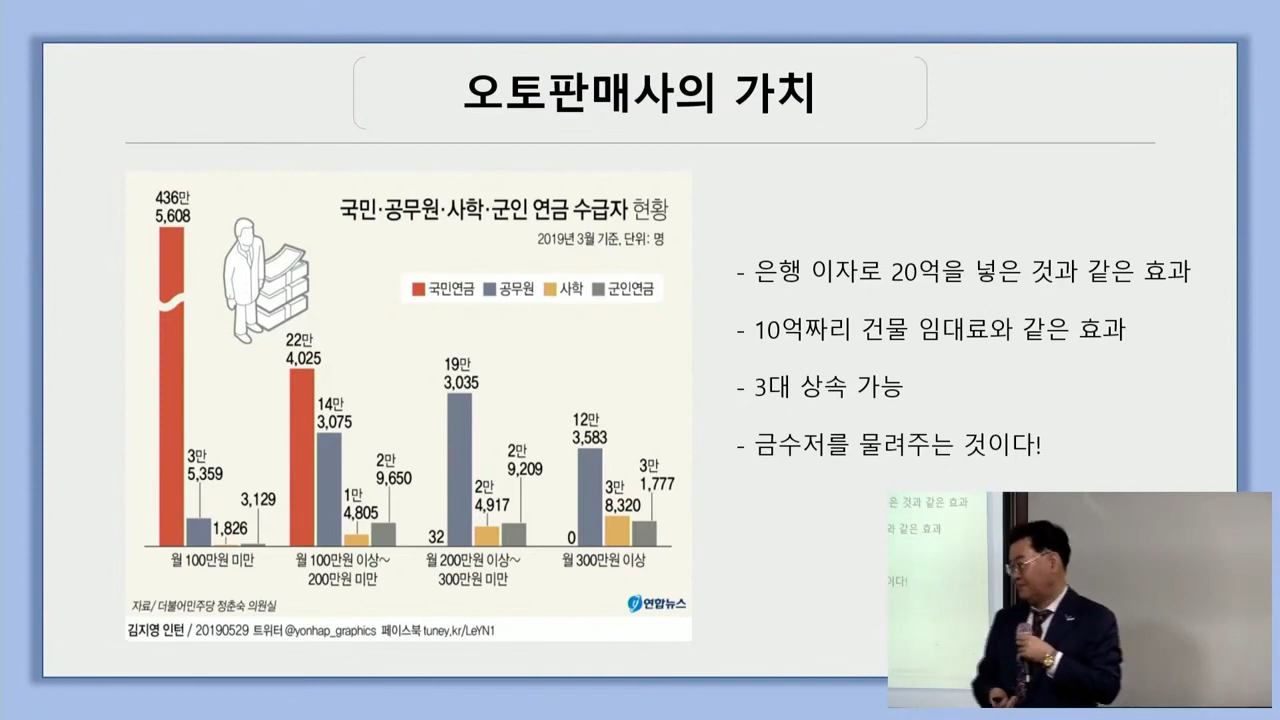 오토판매사의 가치
436만
5,608
국민·공무원·사학·군인 연금 수급자 현황
2019년 3월 기준, 단위: 명
국민연금 공무원 사학 군인연금
3만
5,359
1,826
3,129
22만
4,025
14만
3,075
1만
4,805
2만
9,650
32
19만
3,035
2만
4,917
2만
9,209
0
12만
3,583
3만
8,320
3만
1,777
월 100만원 미만
월 100만원 이상~
200만원 미만
월 200만원 이상~
300만원 미만
월 300만원 이상
자료/ 더불어민주당 정춘숙 의원실
연합뉴스
김지영 인턴 / 20190529 트위터 @yonhap_graphics 페이스북 tuney.kr/LeYN1
- 은행 이자로 20억을 넣은 것과 같은 효과
- 10억짜리 건물 임대료와 같은 효과
- 3대 상속 가능
- 금수저를 물려주는 것이다!
은 것과 같은 효과
와 같은 효과
이다!